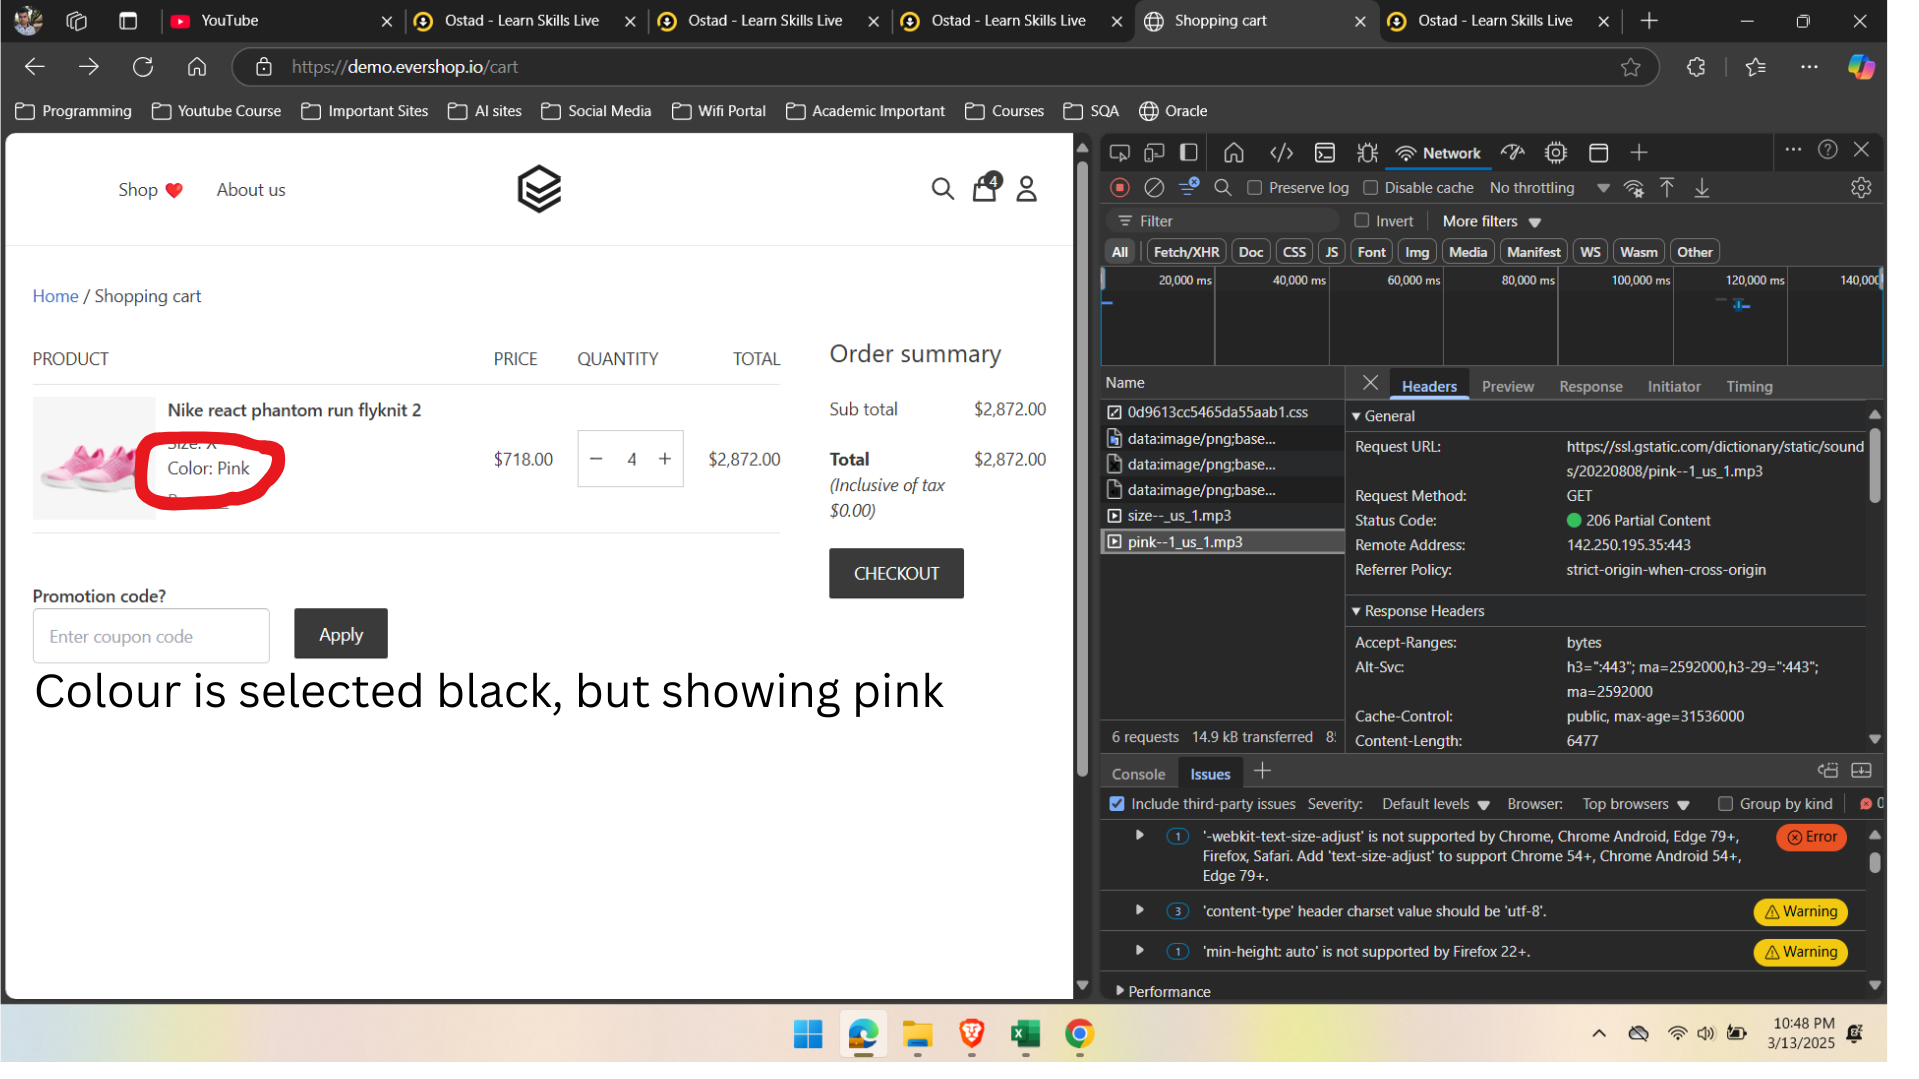 YouTube
Ostad - Learn Skills Live
Ostad - Learn Skills Live
Ostad - Learn Skills Live
Shopping cart
Ostad - Learn Skills Live
https://demo.evershop.io/cart
Programming
Youtube Course
Important Sites
AI sites
Social Media
Wifi Portal
Academic Important
Courses
SQA
Oracle
Shop
About us
4
Home / Shopping cart
PRODUCT PRICE QUANTITY TOTAL
Nike react phantom run flyknit 2
Size: X
Color: Pink
$718.00 4 $2,872.00
Promotion code?
Enter coupon code
Apply
Order summary
Sub total $2,872.00
Total $2,872.00
(Inclusive of tax
$0.00)
CHECKOUT
Colour is selected black, but showing pink
Network
Preserve log Disable cache No throttling
Filter Invert More filters
All Fetch/XHR Doc CSS JS Font Img Media Manifest WS Wasm Other
20,000 ms 40,000 ms 60,000 ms 80,000 ms 100,000 ms 120,000 ms 140,000
Name
0d9613cc5465da55aab1.css
data:image/png;base...
data:image/png;base...
data:image/png;base...
size--_us_1.mp3
pink--1_us_1.mp3
6 requests 14.9 kB transferred
Headers Preview Response Initiator Timing
General
Request URL: https://ssl.gstatic.com/dictionary/static/sound
s/20220808/pink--1_us_1.mp3
Request Method: GET
Status Code: 206 Partial Content
Remote Address: 142.250.195.35:443
Referrer Policy: strict-origin-when-cross-origin
Response Headers
Accept-Ranges: bytes
Alt-Svc: h3=":443"; ma=2592000,h3-29=":443";
ma=2592000
Cache-Control: public, max-age=31536000
Content-Length: 6477
Console Issues
Include third-party issues Severity: Default levels Browser: Top browsers Group by kind 0
1 '-webkit-text-size-adjust' is not supported by Chrome, Chrome Android, Edge 79+, Error
Firefox, Safari. Add 'text-size-adjust' to support Chrome 54+, Chrome Android 54+,
Edge 79+.
3 'content-type' header charset value should be 'utf-8'. Warning
1 'min-height: auto' is not supported by Firefox 22+. Warning
Performance
10:48 PM
3/13/2025